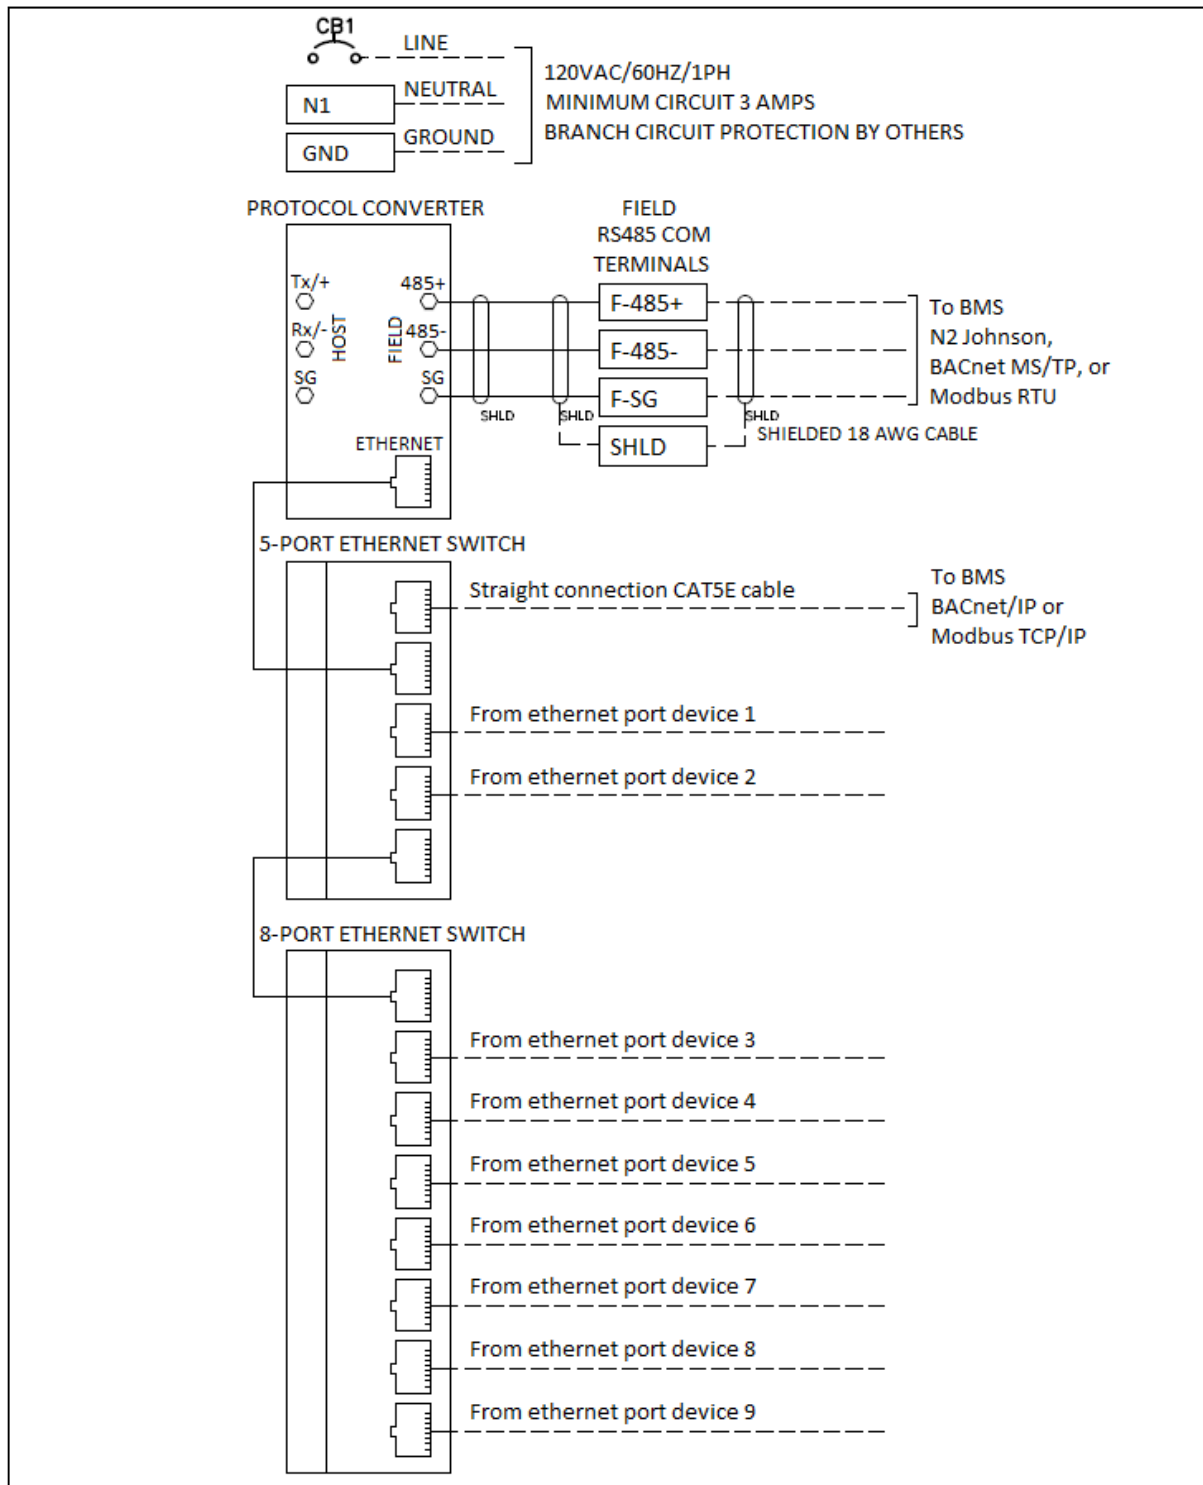 CB1
LINE
NEUTRAL
N1
GROUND
GND
120VAC/60HZ/1PH
MINIMUM CIRCUIT 3 AMPS
BRANCH CIRCUIT PROTECTION BY OTHERS
PROTOCOL CONVERTER
FIELD
RS485 COM
TERMINALS
Tx/+
Rx/-
SG
HOST
FIELD
485+
485-
SG
SHLD
SHLD
F-485+
F-485-
F-SG
SHLD
SHLD
SHIELDED 18 AWG CABLE
To BMS
N2 Johnson,
BACnet MS/TP, or
Modbus RTU
ETHERNET
5-PORT ETHERNET SWITCH
Straight connection CAT5E cable
To BMS
BACnet/IP or
Modbus TCP/IP
From ethernet port device 1
From ethernet port device 2
8-PORT ETHERNET SWITCH
From ethernet port device 3
From ethernet port device 4
From ethernet port device 5
From ethernet port device 6
From ethernet port device 7
From ethernet port device 8
From ethernet port device 9